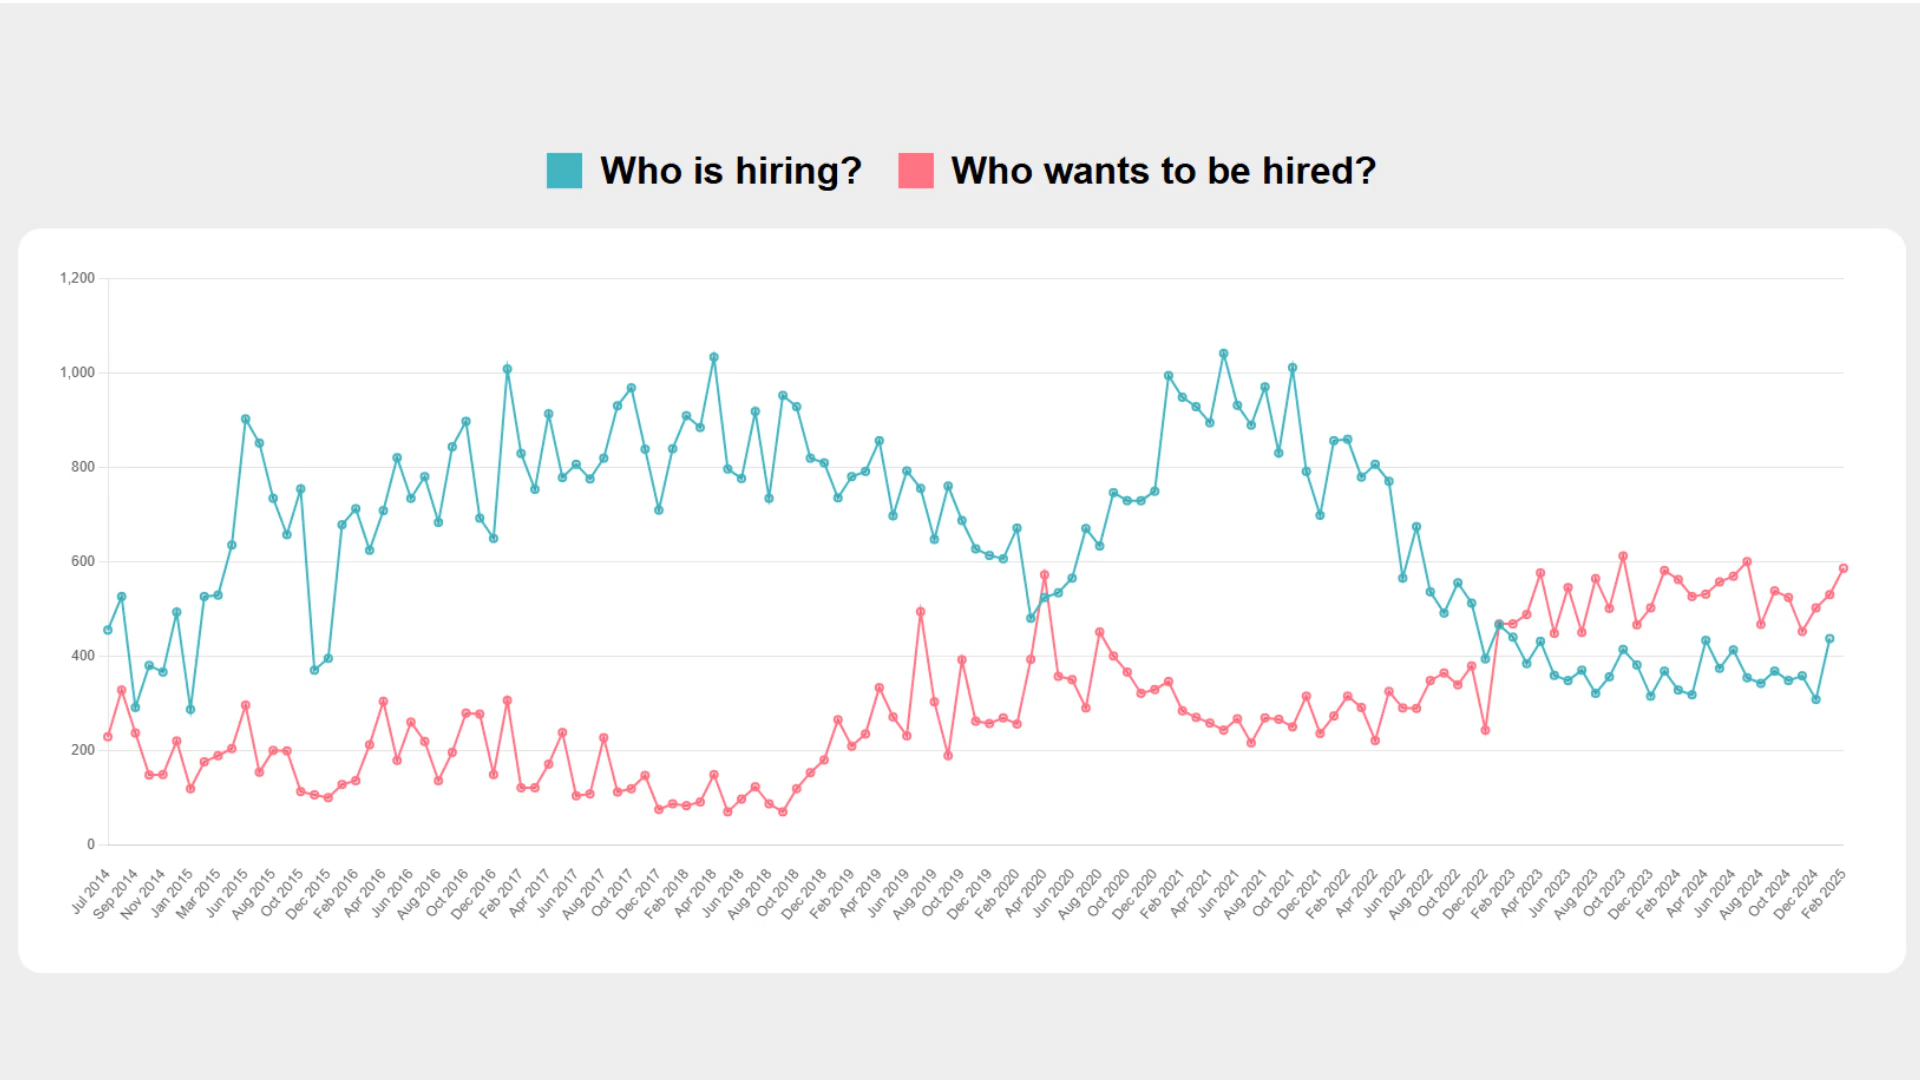 Who is hiring? Who wants to be hired?
1,200
1,000
800
600
400
200
0
Jul 2014
Sep 2014
Nov 2014
Jan 2015
Mar 2015
Jun 2015
Aug 2015
Oct 2015
Dec 2015
Feb 2016
Apr 2016
Jun 2016
Aug 2016
Oct 2016
Dec 2016
Feb 2017
Apr 2017
Jun 2017
Aug 2017
Oct 2017
Dec 2017
Feb 2018
Apr 2018
Jun 2018
Aug 2018
Oct 2018
Dec 2018
Feb 2019
Apr 2019
Jun 2019
Aug 2019
Oct 2019
Dec 2019
Feb 2020
Apr 2020
Jun 2020
Aug 2020
Oct 2020
Dec 2020
Feb 2021
Apr 2021
Jun 2021
Aug 2021
Oct 2021
Dec 2021
Feb 2022
Apr 2022
Jun 2022
Aug 2022
Oct 2022
Dec 2022
Feb 2023
Apr 2023
Jun 2023
Aug 2023
Oct 2023
Dec 2023
Feb 2024
Apr 2024
Jun 2024
Aug 2024
Oct 2024
Dec 2024
Feb 2025